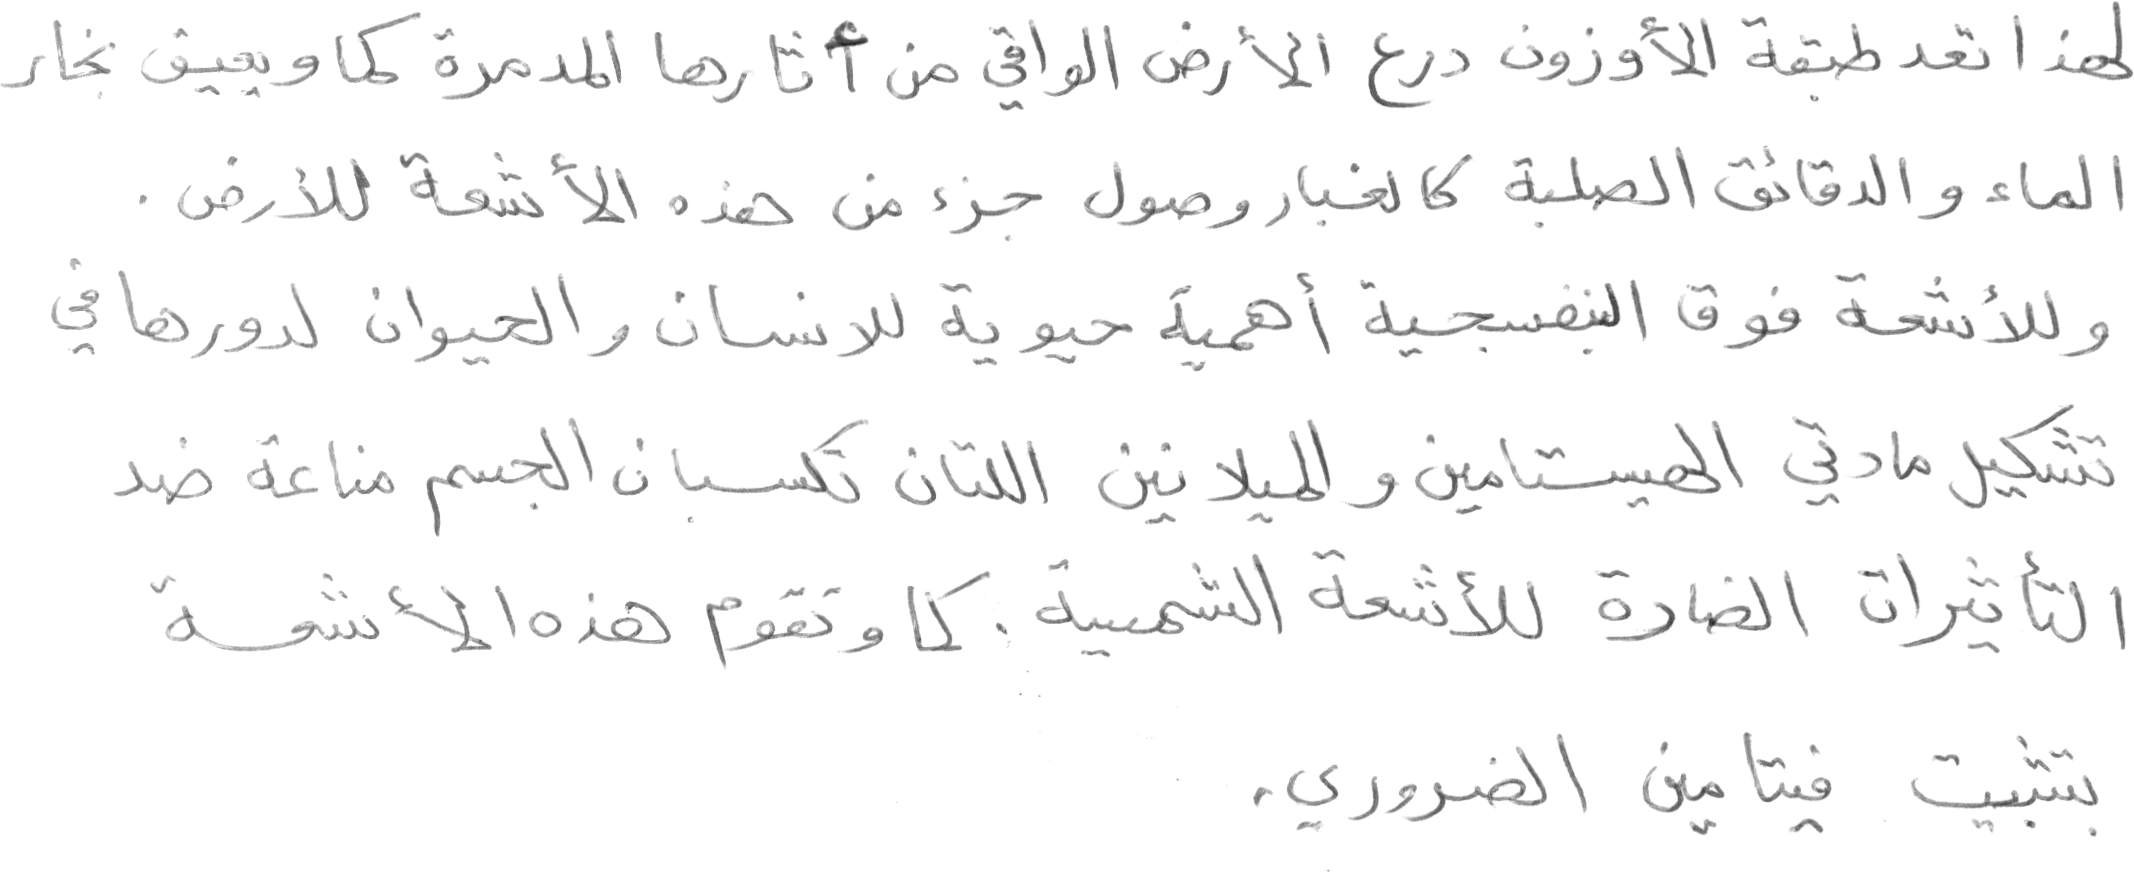 لهذا تعد طبقة الأوزون درع الأرض الواقي من أثارها المدمرة كما ويعيق بخار
الماء والدقائق الصلبة كالغبار وصول جزء من هذه الأشعة للأرض.
وللأشعة فوق البنفسجية أهمية حيوية للانسان والحيوان لدورها في
تشكيل مادتي الهيستامين والميلانين اللتان تكسبان الجسم مناعة ضد
التأثيرات الضارة للأشعة الشمسية. كما وتقوم هذه الأشعة
بتثبيت فيتامين الضروري.